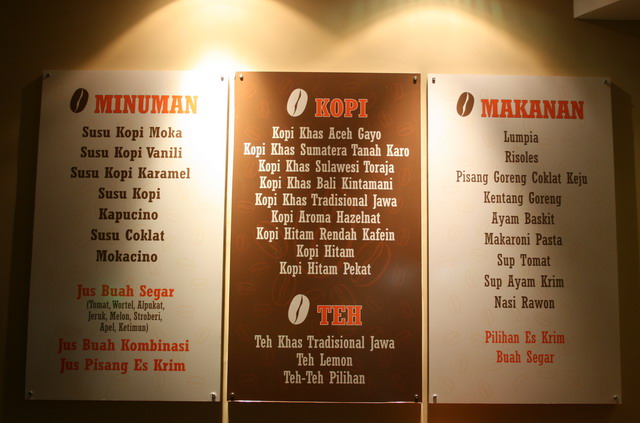 MINUMAN
Susu Kopi Moka
Susu Kopi Vanili
Susu Kopi Karamel
Susu Kopi
Kapucino
Susu Coklat
Mokacino
Jus Buah Segar
(Tomat, Wortel, Alpukat,
Jeruk, Melon, Stroberi,
Apel, Ketimun)
Jus Buah Kombinasi
Jus Pisang Es Krim
KOPI
Kopi Khas Aceh Gayo
Kopi Khas Sumatera Tanah Karo
Kopi Khas Sulawesi Toraja
Kopi Khas Bali Kintamani
Kopi Khas Tradisional Jawa
Kopi Aroma Hazelnat
Kopi Hitam Rendah Kafein
Kopi Hitam
Kopi Hitam Pekat
TEH
Teh Khas Tradisional Jawa
Teh Lemon
Teh-Teh Pilihan
MAKANAN
Lumpia
Risoles
Pisang Goreng Coklat Keju
Kentang Goreng
Ayam Baskit
Makaroni Pasta
Sup Tomat
Sup Ayam Krim
Nasi Rawon
Pilihan Es Krim
Buah Segar